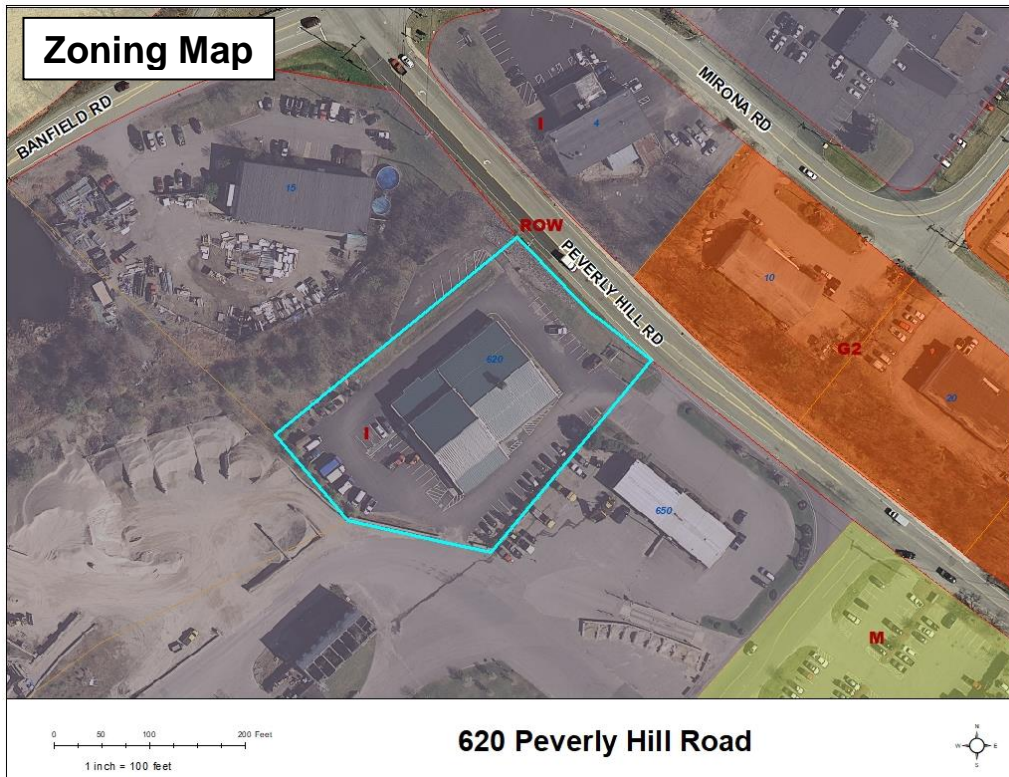 Zoning Map
BANFIELD RD
MIRONA RD
I
4
15
ROW
PEVERLY HILL RD
10
G2
620
20
I
650
M
0 50 100 200 Feet
1 inch = 100 feet
620 Peverly Hill Road
N
W E
S